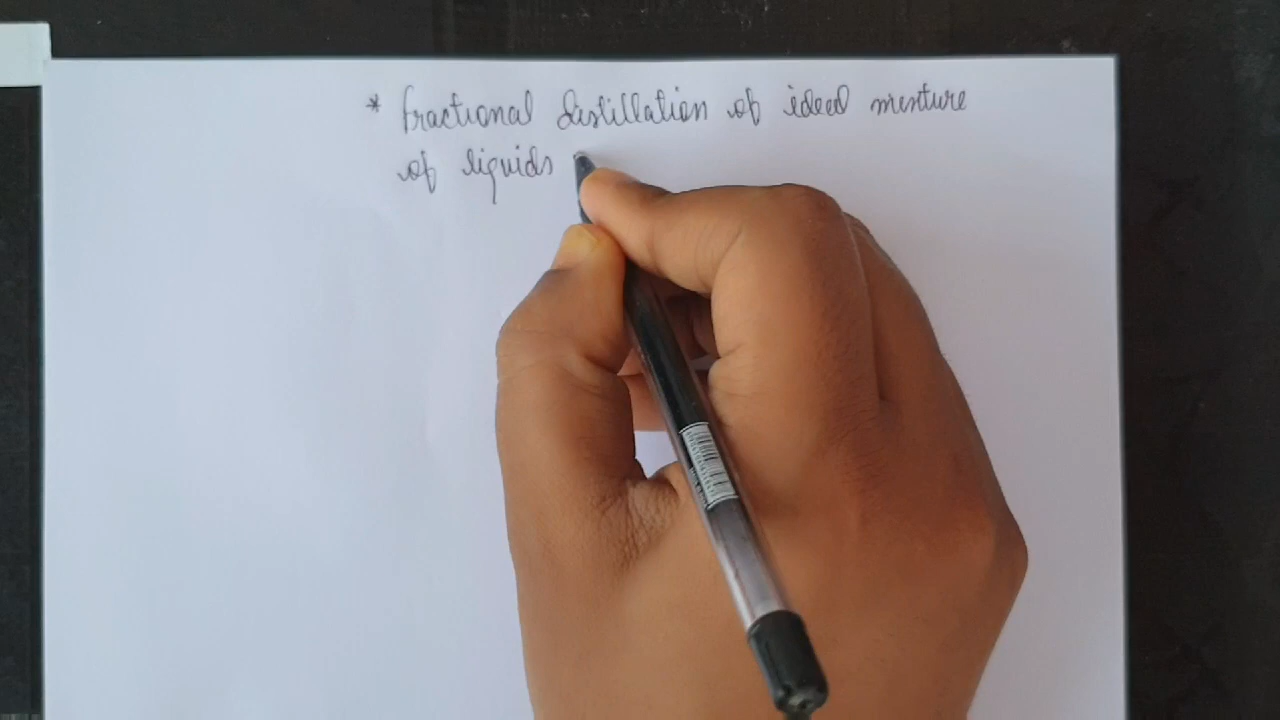 * fractional distillation of ideal mixture
of liquids